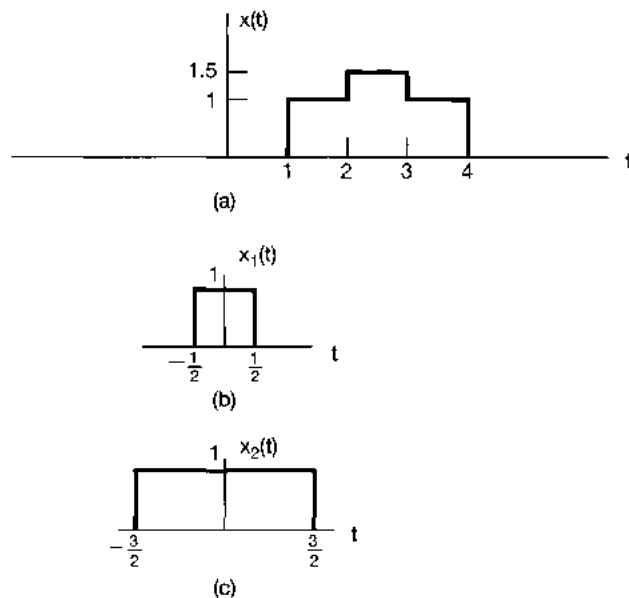 x(t)
1.5
1
1 2 3 4 t
(a)
x₁(t)
1
−1/2 1/2 t
(b)
x₂(t)
1
−3/2 3/2 t
(c)